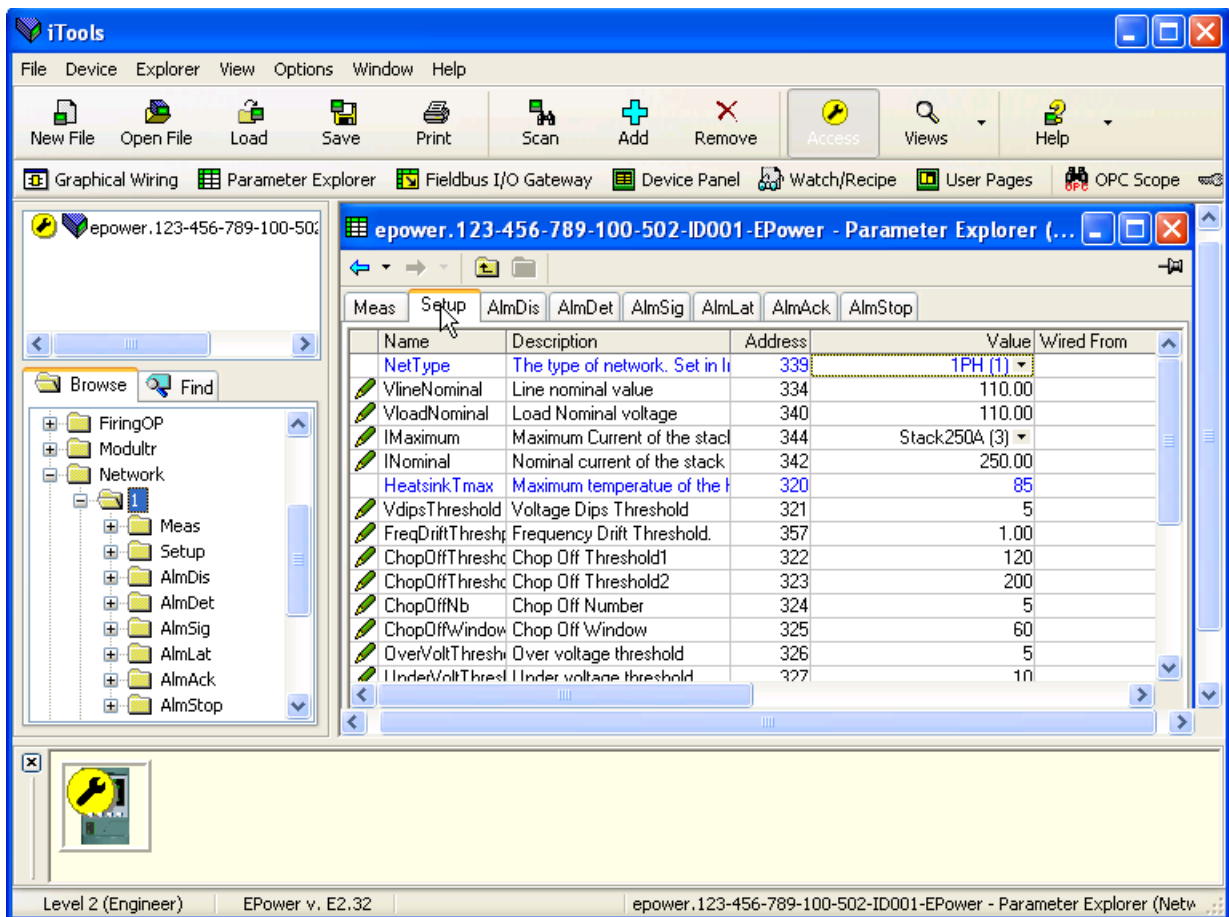 iTools
File Device Explorer View Options Window Help
New File Open File Load Save Print Scan Add Remove Access Views Help
Graphical Wiring Parameter Explorer Fieldbus I/O Gateway Device Panel Watch/Recipe User Pages OPC OPC Scope
epower.123-456-789-100-502
epower.123-456-789-100-502-ID001-EPower - Parameter Explorer (...
Meas Setup AlmDis AlmDet AlmSig AlmLat AlmAck AlmStop
Name Description Address Value Wired From
NetType The type of network. Set in 339 1PH (1)
VlineNominal Line nominal value 334 110.00
VloadNominal Load Nominal voltage 340 110.00
IMaximum Maximum Current of the stacl 344 Stack250A (3)
INominal Nominal current of the stack 342 250.00
HeatsinkTmax Maximum temperatue of the 320 85
VdipsThreshold Voltage Dips Threshold 321 5
FreqDriftThresh Frequency Drift Threshold. 357 1.00
ChopOffThresh Chop Off Threshold1 322 120
ChopOffThresh Chop Off Threshold2 323 200
ChopOffNb Chop Off Number 324 5
ChopOffWindow Chop Off Window 325 60
OverVoltThresh Over voltage threshold 326 5
UnderVoltThresl Under voltage threshold 327 10
Browse Find
FiringOP
Modultr
Network
1
Meas
Setup
AlmDis
AlmDet
AlmSig
AlmLat
AlmAck
AlmStop
Level 2 (Engineer) EPower v. E2.32 epower.123-456-789-100-502-ID001-EPower - Parameter Explorer (Netw